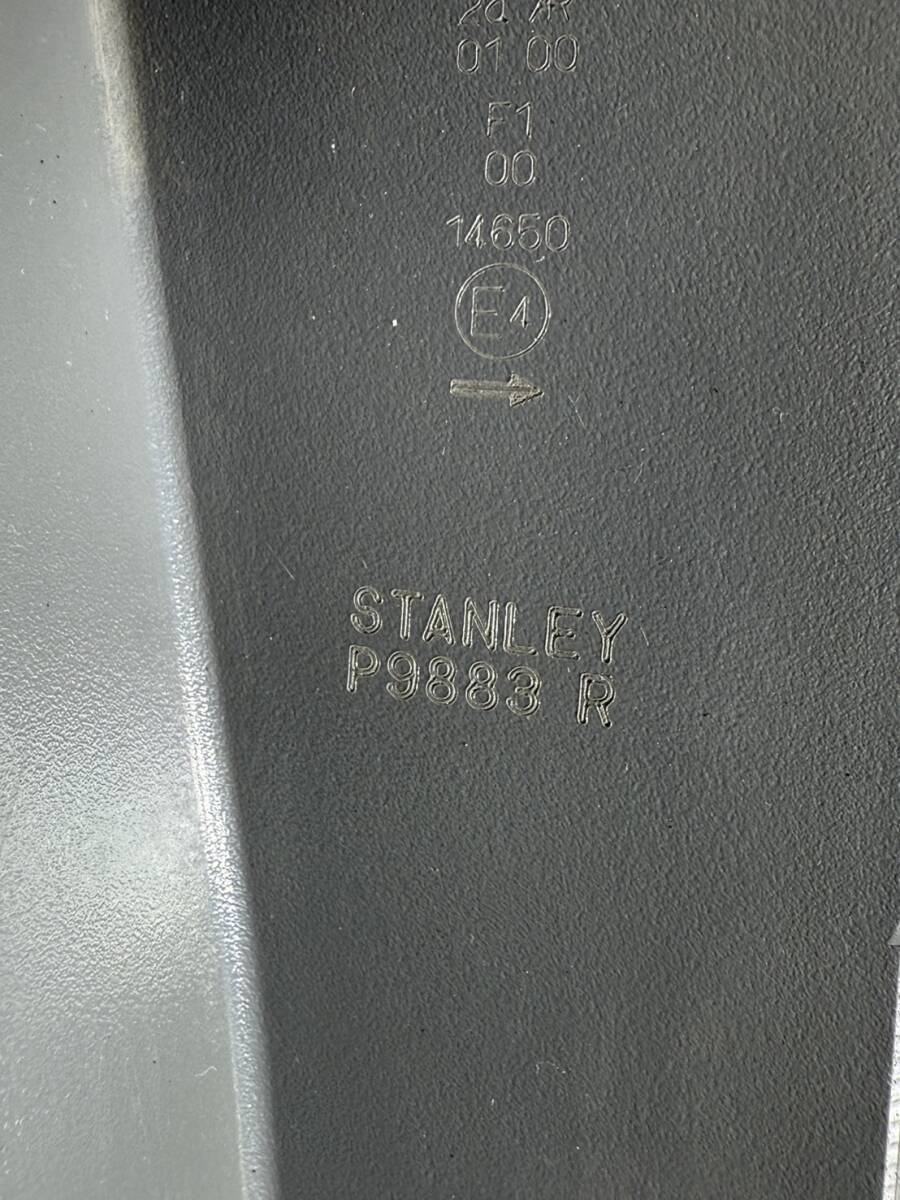 01 00
F1
00
14650
E4
STANLEY
P9883 R